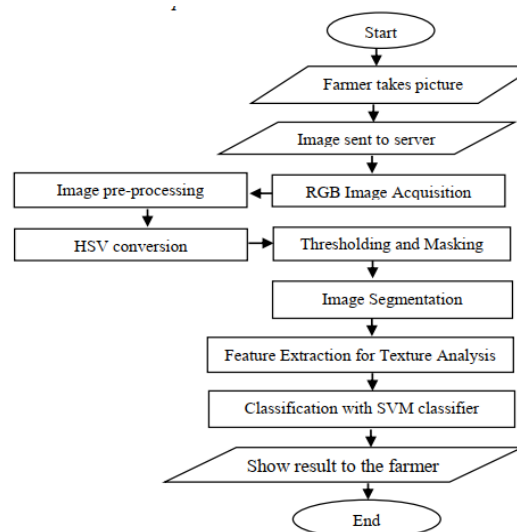 Start
Farmer takes picture
Image sent to server
RGB Image Acquisition
Image pre-processing
HSV conversion
Thresholding and Masking
Image Segmentation
Feature Extraction for Texture Analysis
Classification with SVM classifier
Show result to the farmer
End